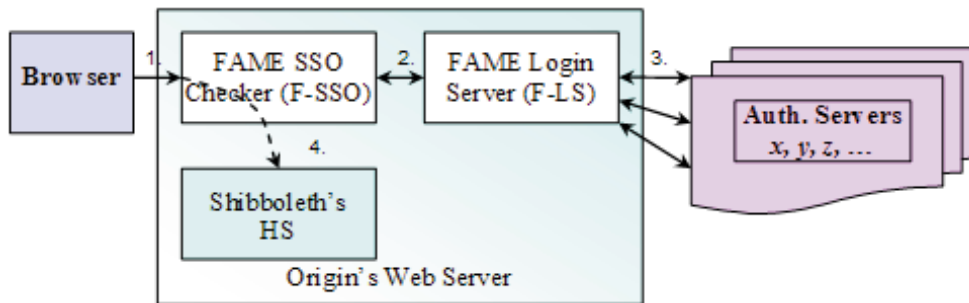 Browser
1.
FAME SSO
Checker (F-SSO)
2.
FAME Login
Server (F-LS)
3.
Auth. Servers
x, y, z, ...
4.
Shibboleth's
HS
Origin's Web Server